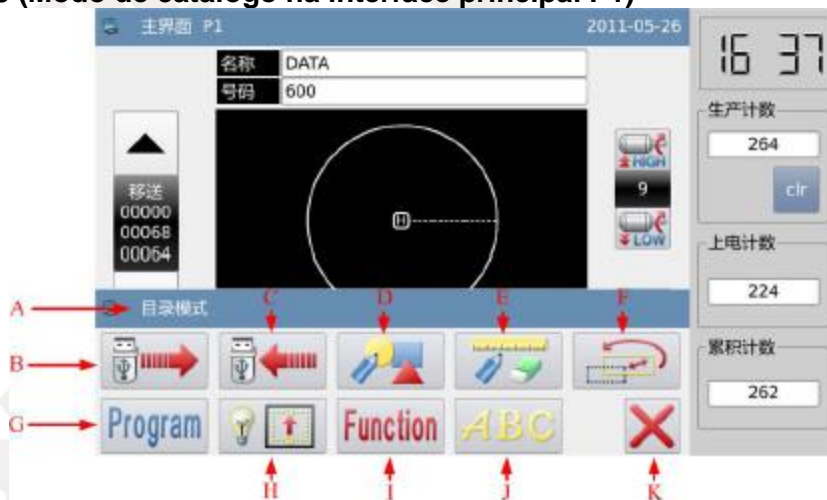 (Modo de catálogo na interface principal P1)
主界面 P1
2011-05-26
16 37
名称 DATA
号码 600
生产计数
264
clr
移送
00000
00068
00064
HIGH
9
LOW
上电计数
224
A
目录模式
C
D
E
F
B
累积计数
262
G
Program
Function
ABC
H
I
J
K